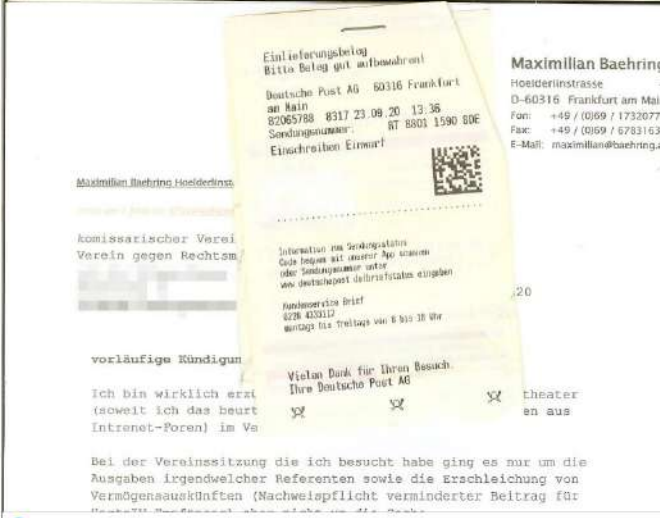 Einlieferungsbeleg
Bitte Beleg gut aufbewahren!
Deutsche Post AG 60316 Frankfurt
am Main
82065788 8317 23.09.20 13:36
Sendungsnummer: RT 8801 1590 8DE
Einschreiben Einwurf
Information zum Sendungsstatus
Code bequem mit unserer App scannen
oder Sendungsnummer unter
www.deutschepost.de/briefstatus eingeben
Kundenservice Brief
0228 4333112
montags bis freitags von 8 bis 18 Uhr
Vielen Dank für Ihren Besuch.
Ihre Deutsche Post AG
Maximilian Baehring
Hoelderlinstrasse
D-60316 Frankfurt am Mai
Fon: +49 / (0)69 / 1732077
Fax: +49 / (0)69 / 6783163
E-Mail: maximilian@baehring.a
Maximilian Baehring Hoelderlinst
komissarischer Verei
Verein gegen Rechtsm
,20
vorläufige Kündigun
Ich bin wirklich erzü theater
(soweit ich das beurt en aus
Intrenet-Foren) im Ve
Bei der Vereinssitzung die ich besucht habe ging es nur um die
Ausgaben irgendwelcher Referenten sowie die Erschleichung von
Vermögensauskünften (Nachweispflicht verminderter Beitrag für